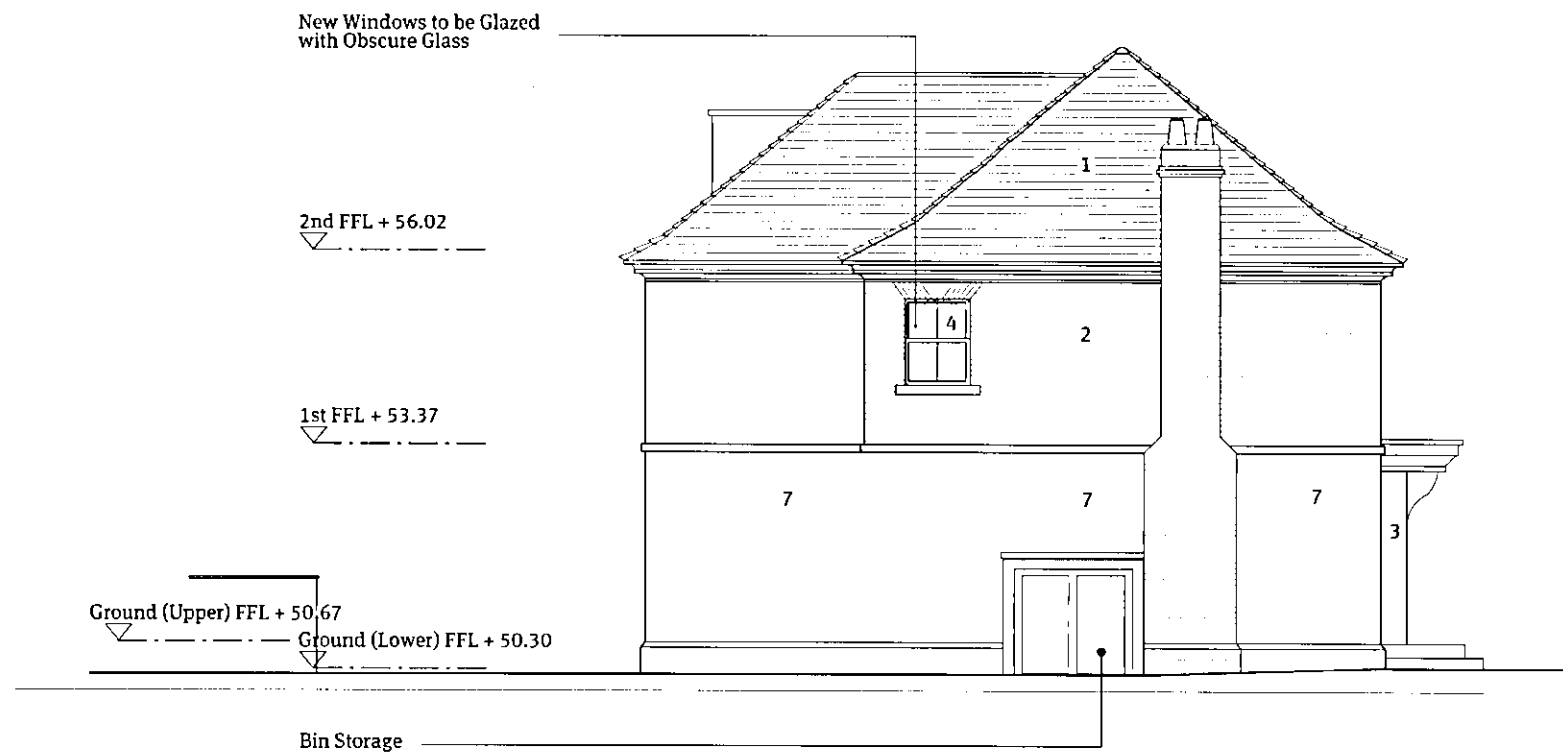 New Windows to be Glazed
with Obscure Glass
1
2nd FFL + 56.02
4
2
1st FFL + 53.37
7
7
7
3
Ground (Upper) FFL + 50.67
Ground (Lower) FFL + 50.30
Bin Storage